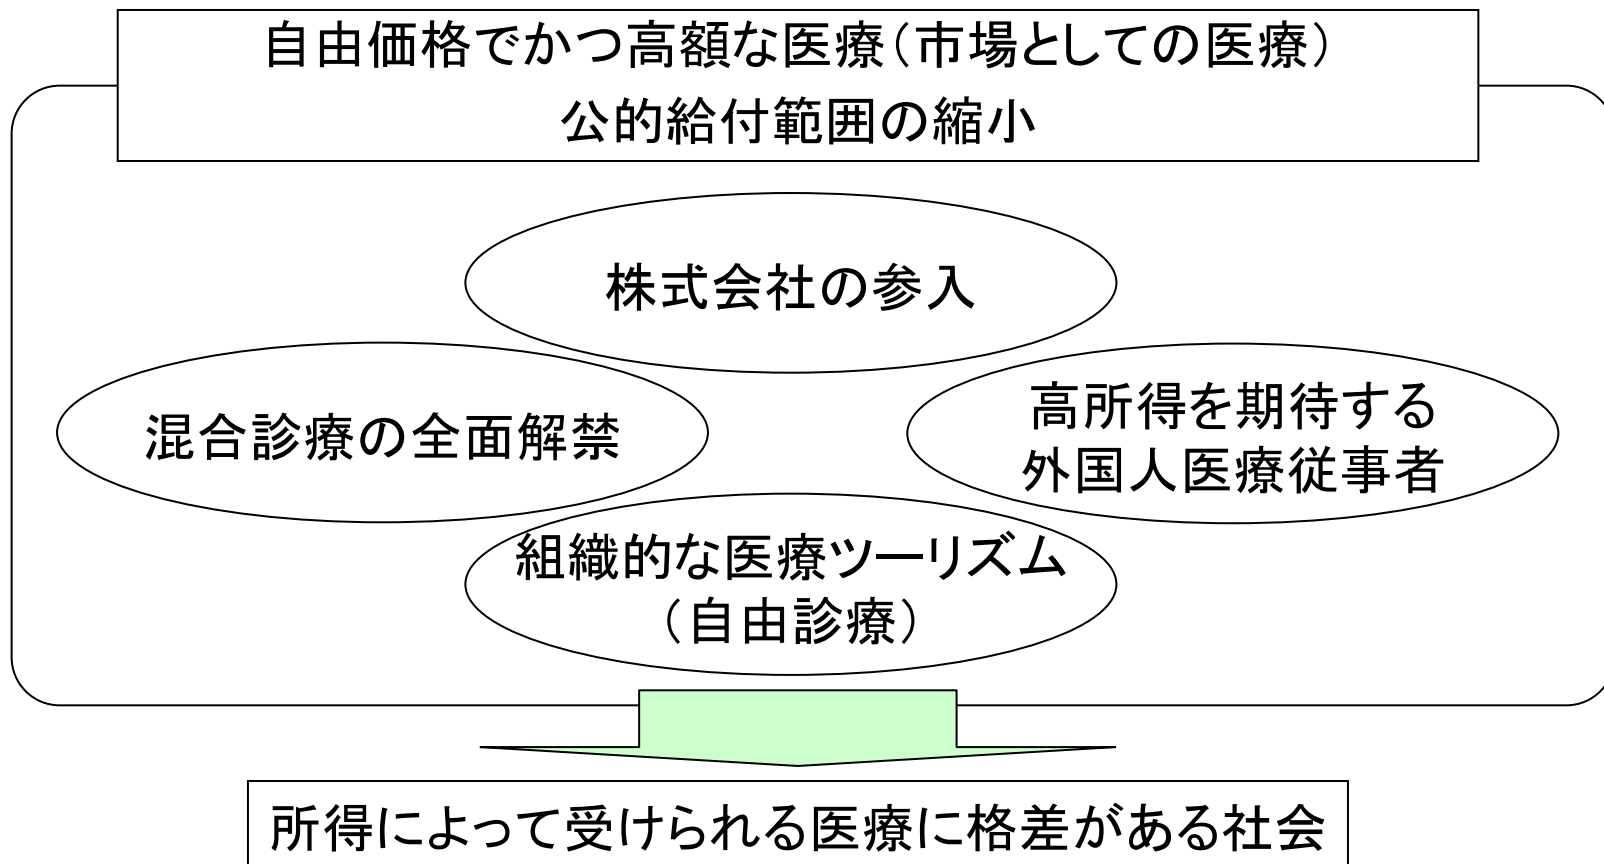 自由価格でかつ高額な医療（市場としての医療）
公的給付範囲の縮小
株式会社の参入
混合診療の全面解禁
高所得を期待する
外国人医療従事者
組織的な医療ツーリズム
（自由診療）
所得によって受けられる医療に格差がある社会